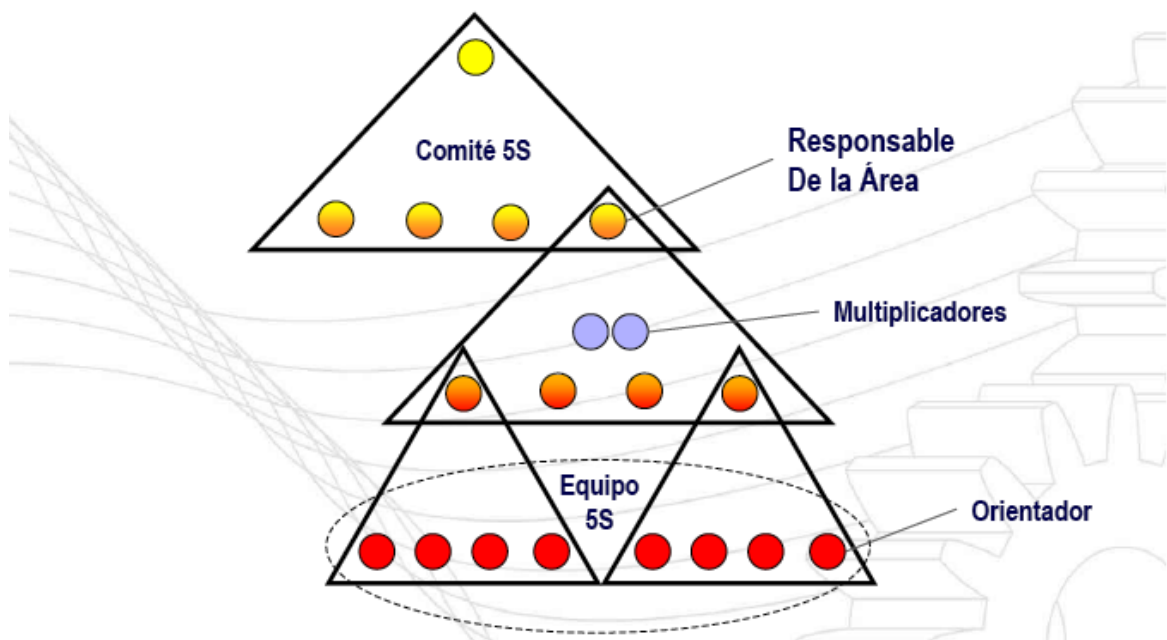 Comité 5S
Responsable
De la Área
Multiplicadores
Equipo
5S
Orientador